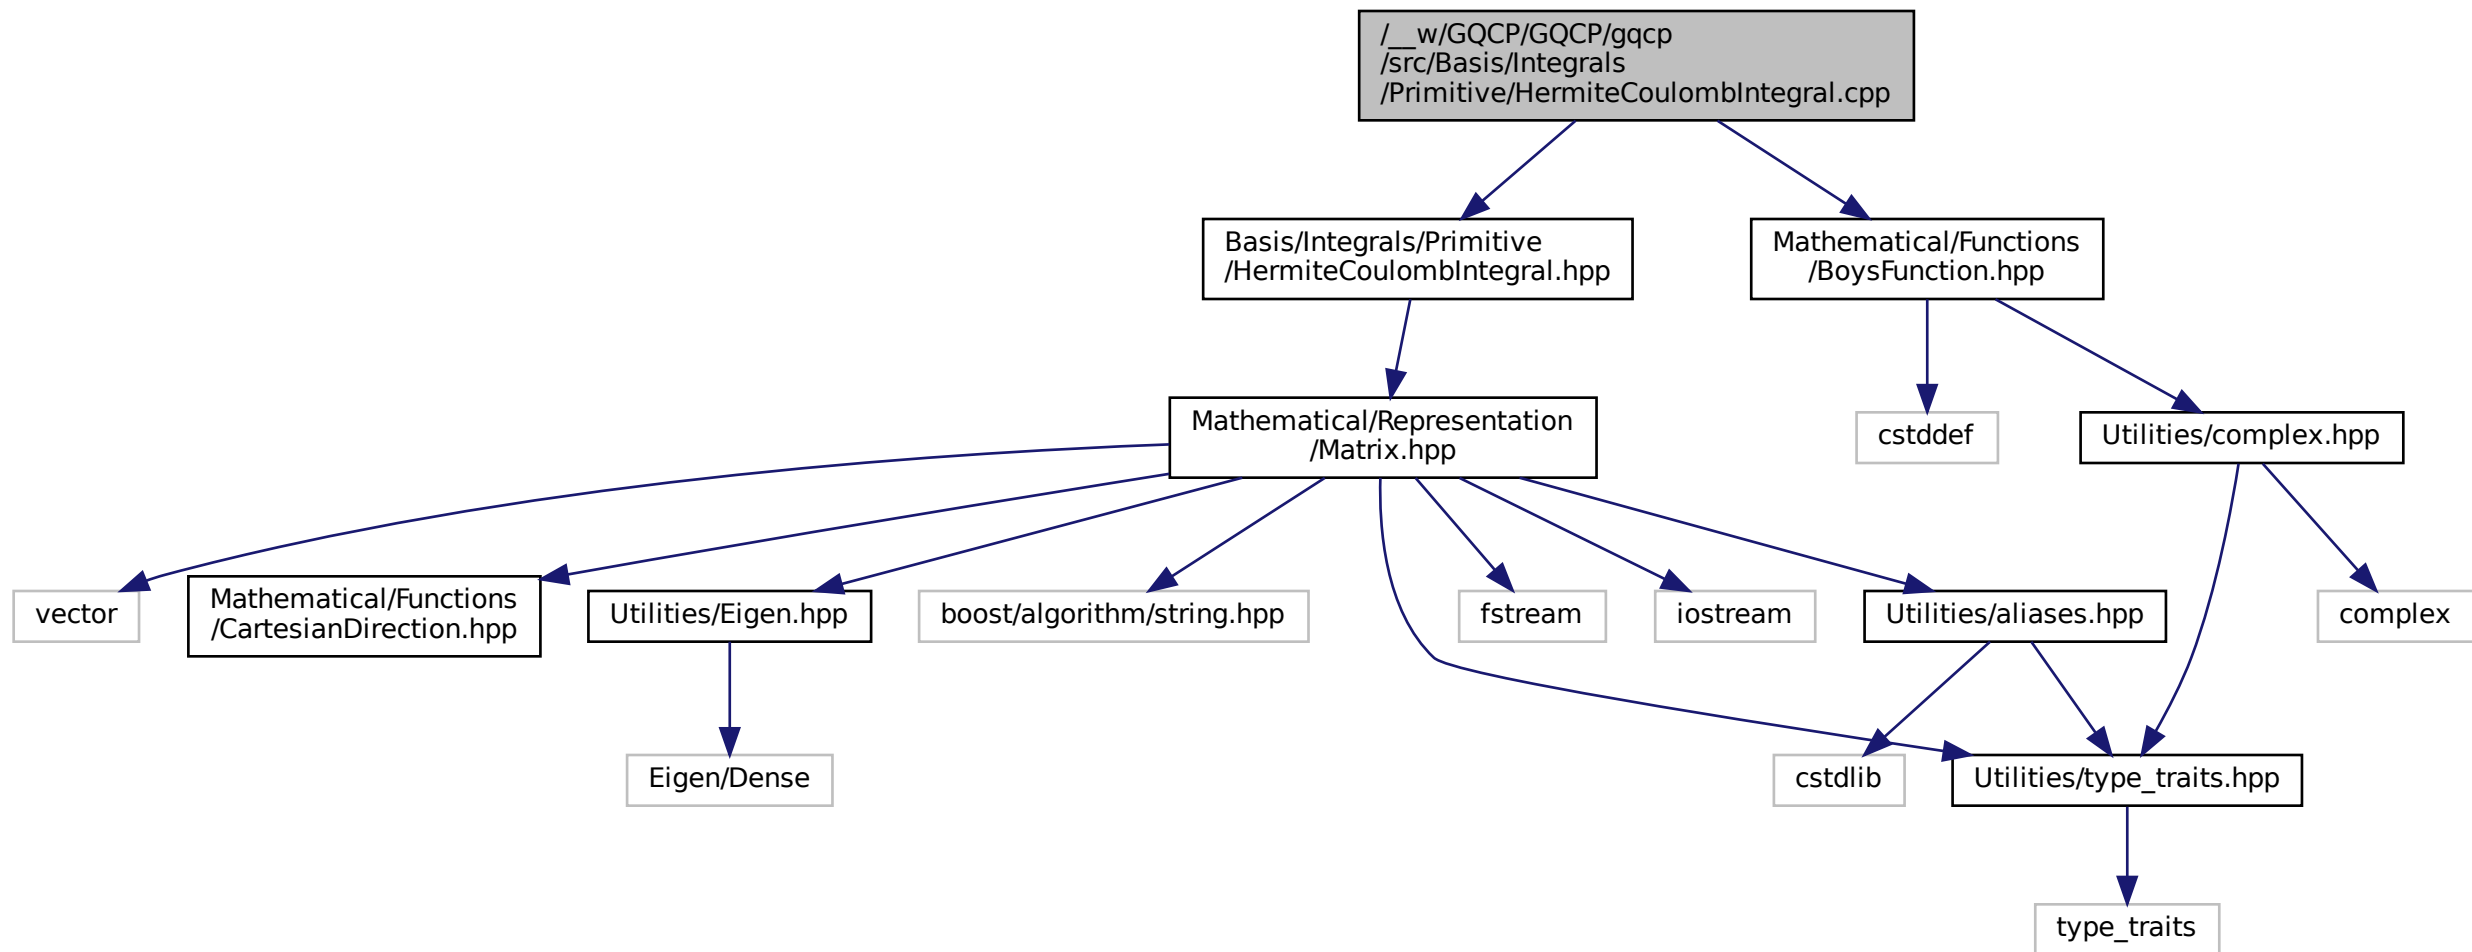 /__w/GQCP/GQCP/gqcp
/src/Basis/Integrals
/Primitive/HermiteCoulombIntegral.cpp
Basis/Integrals/Primitive
/HermiteCoulombIntegral.hpp
Mathematical/Functions
/BoysFunction.hpp
Mathematical/Representation
/Matrix.hpp
cstddef
Utilities/complex.hpp
vector
Mathematical/Functions
/CartesianDirection.hpp
Utilities/Eigen.hpp
boost/algorithm/string.hpp
fstream
iostream
Utilities/aliases.hpp
complex
Eigen/Dense
cstdlib
Utilities/type_traits.hpp
type_traits